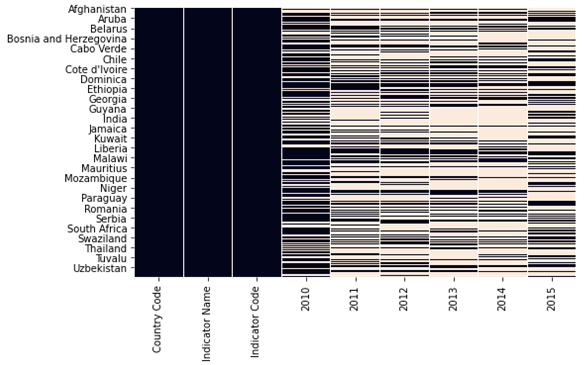 Afghanistan
Aruba
Belarus
Bosnia and Herzegovina
Cabo Verde
Chile
Cote d'Ivoire
Dominica
Ethiopia
Georgia
Guyana
India
Jamaica
Kuwait
Liberia
Malawi
Mauritius
Mozambique
Niger
Paraguay
Romania
Serbia
South Africa
Swaziland
Thailand
Tuvalu
Uzbekistan
Country Code
Indicator Name
Indicator Code
2010
2011
2012
2013
2014
2015